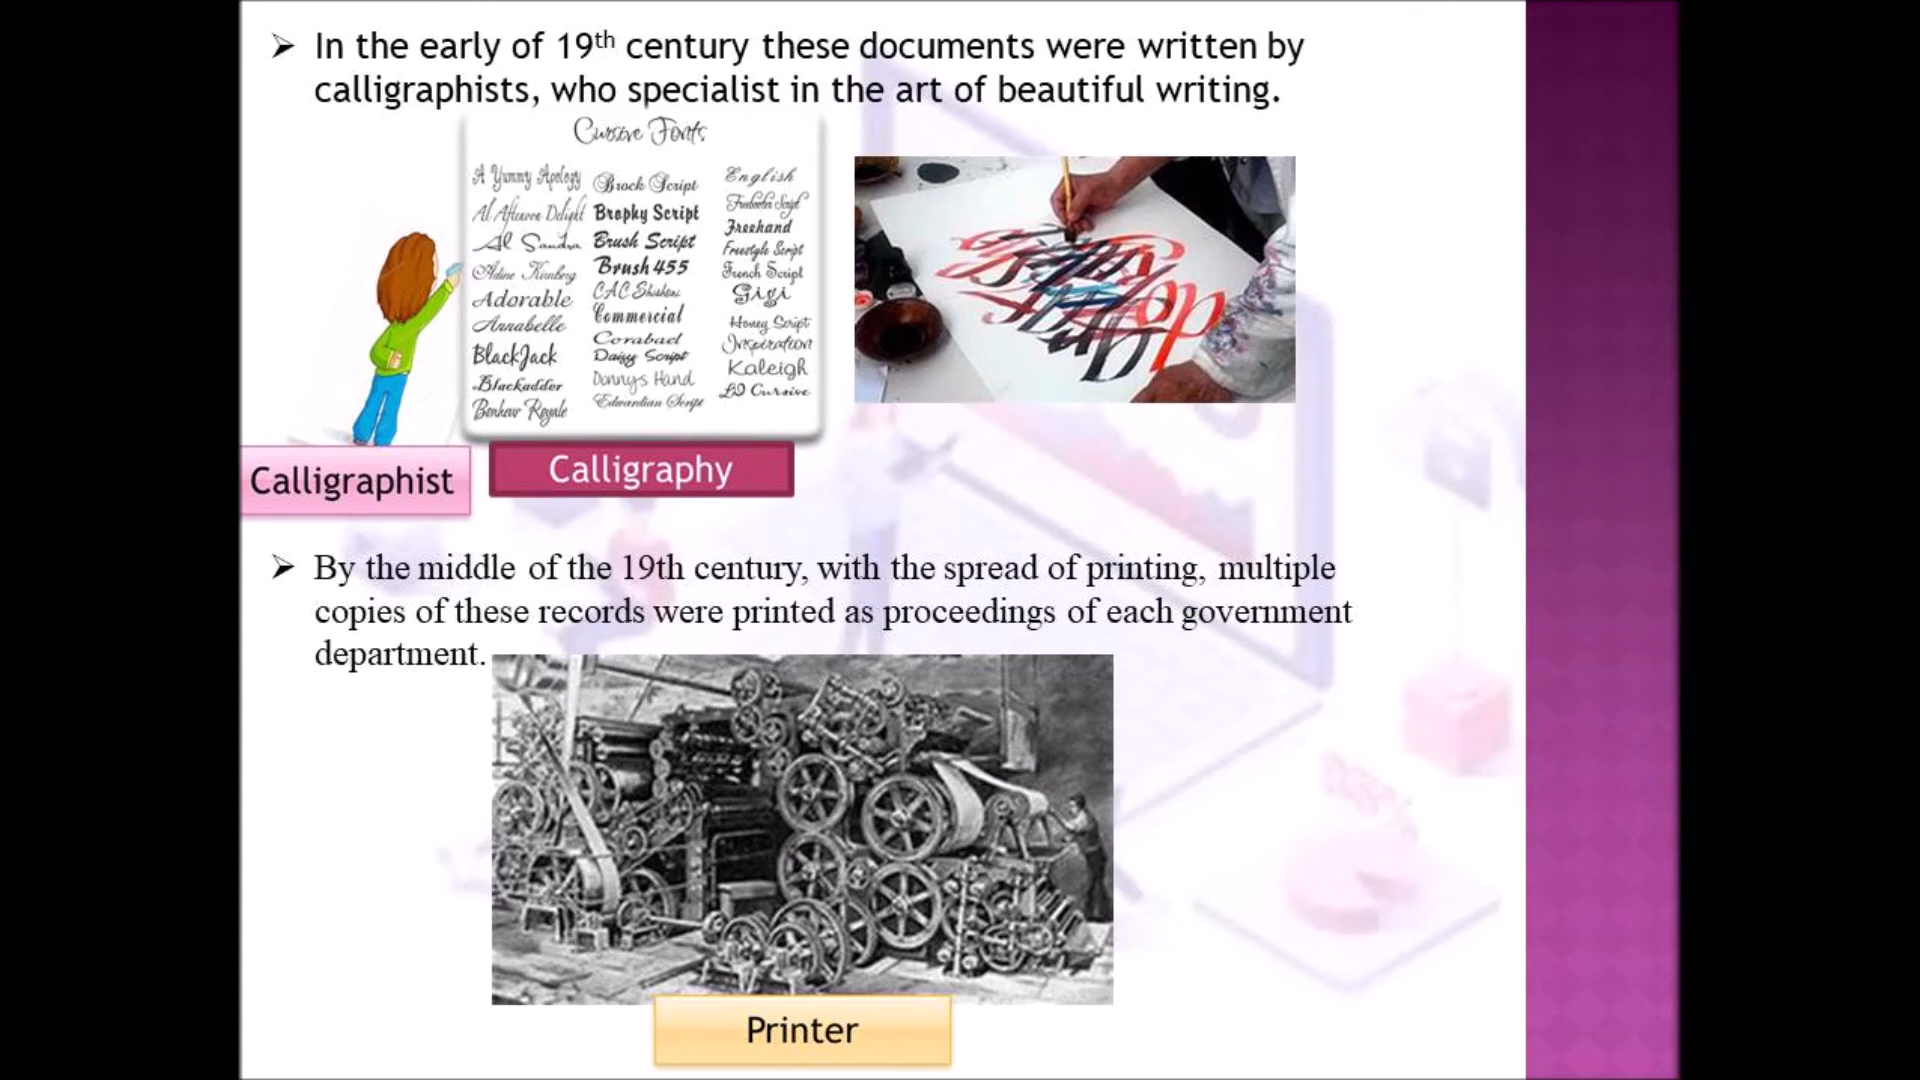 ➢ In the early of 19th century these documents were written by
calligraphists, who specialist in the art of beautiful writing.
Cursive Fonts
A Yummy Apology
Al Afternoon Delight
Al Sandra
Adine Kirnberg
Adorable
Annabelle
BlackJack
Blackadder
Bonheur Royale
Brock Script
Brophy Script
Brush Script
Brush 455
CAC Shishoni
Commercial
Corabael
Daisy Script
Donnys Hand
Edwardian Script
English
Freebooter Script
Freehand
Freestyle Script
French Script
Gigi
Honey Script
Inspiration
Kaleigh
LD Cursive
Calligraphist
Calligraphy
➢ By the middle of the 19th century, with the spread of printing, multiple
copies of these records were printed as proceedings of each government
department.
Printer